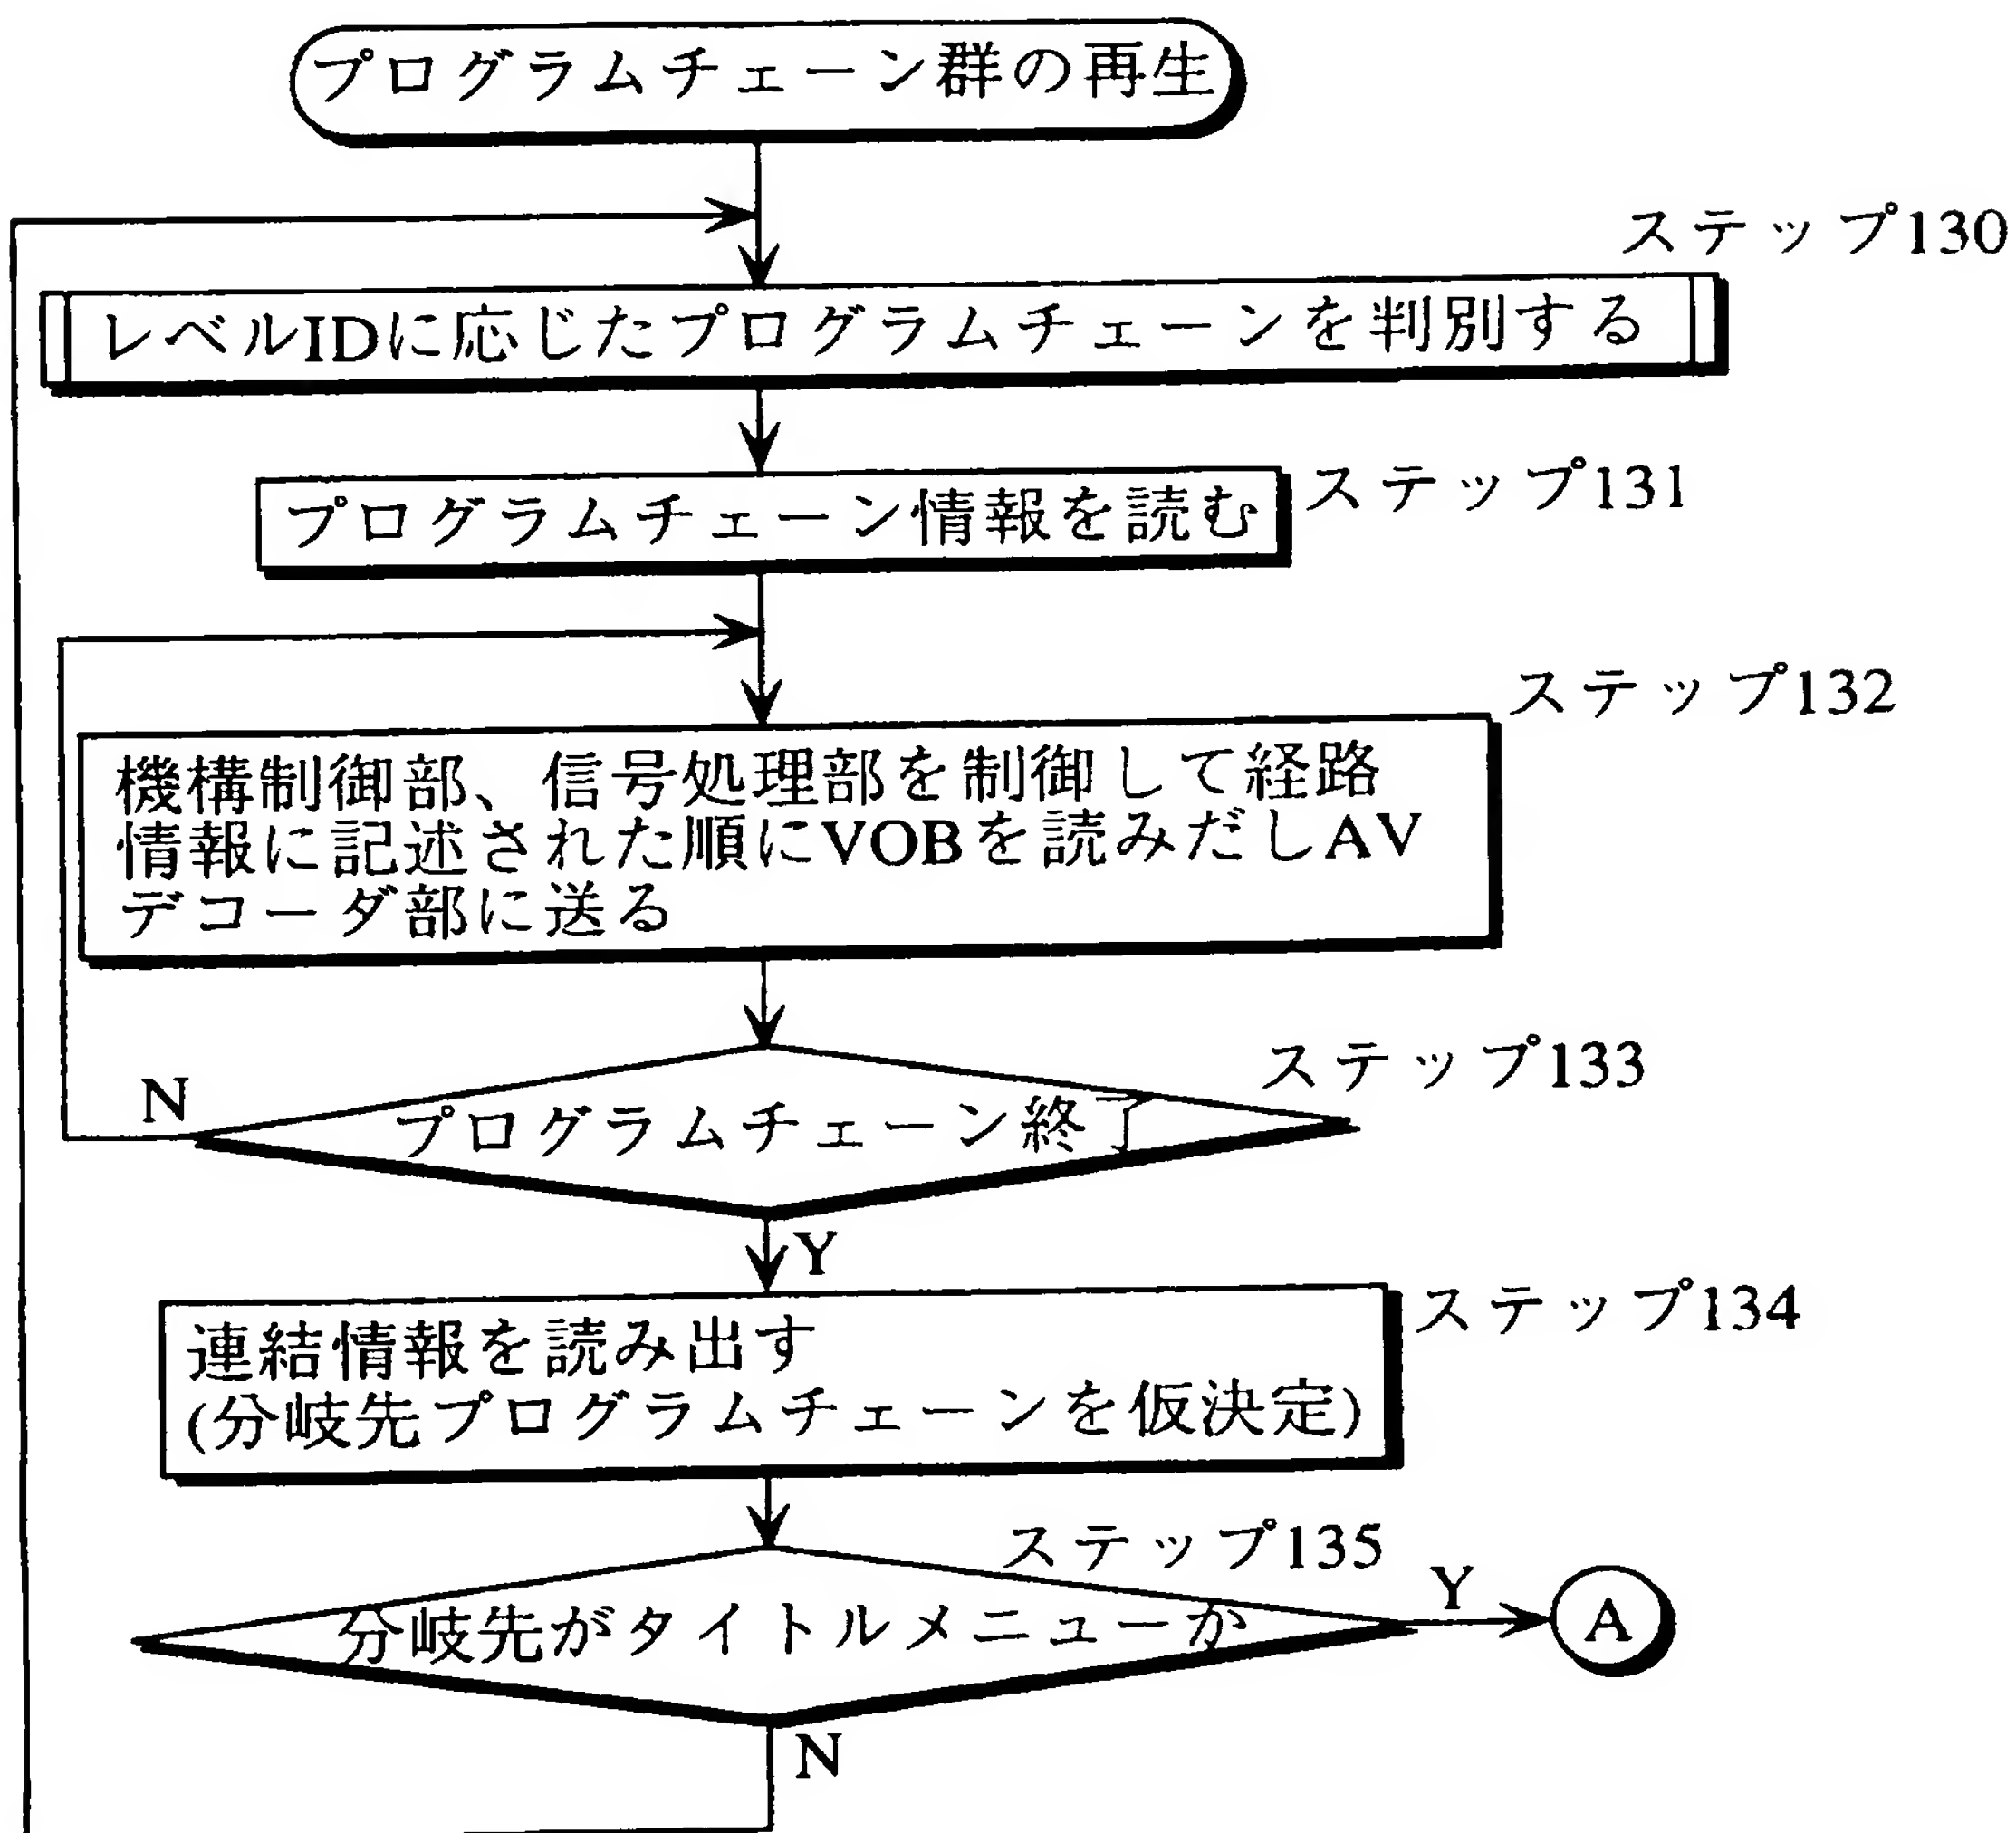 プログラムチェーン群の再生
ステップ130
レベルIDに応じたプログラムチェーンを判別する
ステップ131
プログラムチェーン情報を読む
ステップ132
機構制御部、信号処理部を制御して経路
情報に記述された順にVOBを読みだしAV
デコーダ部に送る
ステップ133
N
プログラムチェーン終了
Y
ステップ134
連結情報を読み出す
(分岐先プログラムチェーンを仮決定)
ステップ135
Y
A
分岐先がタイトルメニューか
N